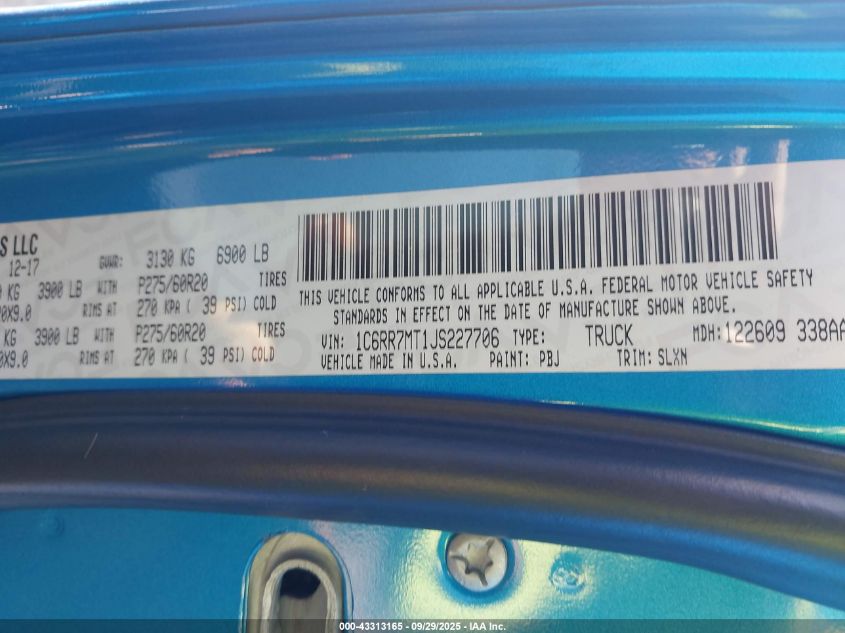 S LLC
12-17 GVWR: 3130 KG 6900 LB
KG 3900 LB WITH P275/60R20 TIRES
0X9.0 RIMS AT 270 KPA ( 39 PSI) COLD
KG 3900 LB WITH P275/60R20 TIRES
0X9.0 RIMS AT 270 KPA ( 39 PSI) COLD
THIS VEHICLE CONFORMS TO ALL APPLICABLE U.S.A. FEDERAL MOTOR VEHICLE SAFETY
STANDARDS IN EFFECT ON THE DATE OF MANUFACTURE SHOWN ABOVE.
VIN: 1C6RR7MT1JS227706 TYPE: TRUCK MDH: 122609 338AA
VEHICLE MADE IN U.S.A. PAINT: PBJ TRIM: SLXN
000-43313165 - 09/29/2025 - IAA Inc.